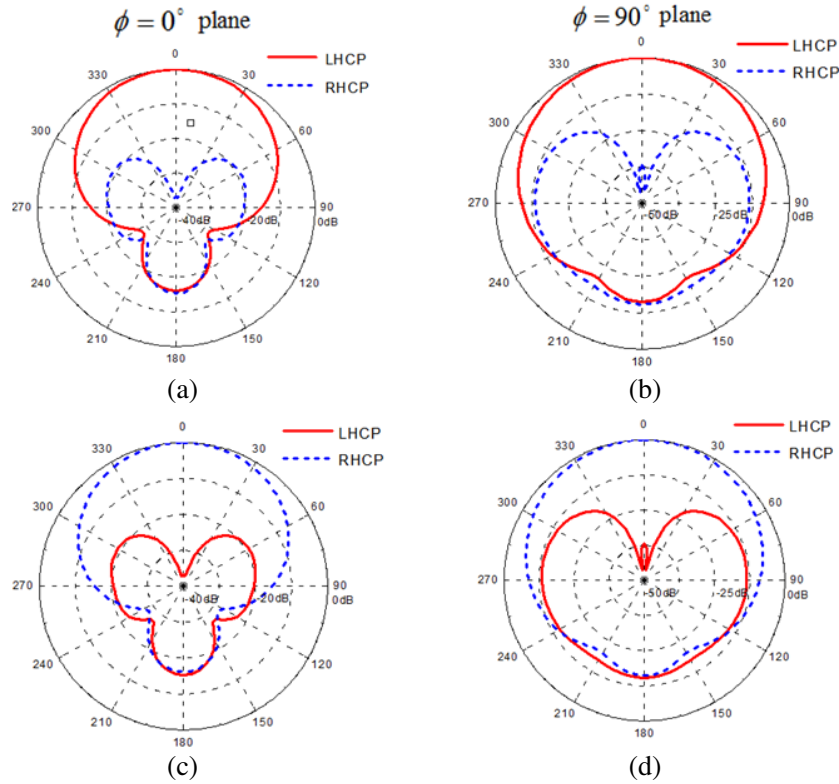 ϕ = 0° plane
ϕ = 90° plane
0
LHCP
RHCP
330
30
300
60
270
40dB
-20dB
90
0dB
240
120
210
150
180
(a)
0
LHCP
RHCP
330
30
300
60
270
-50dB
-25dB
90
0dB
240
120
210
150
180
(b)
0
LHCP
RHCP
330
30
300
60
270
40dB
-20dB
90
0dB
240
120
210
150
180
(c)
0
LHCP
RHCP
330
30
300
60
270
-50dB
-25dB
90
0dB
240
120
210
150
180
(d)